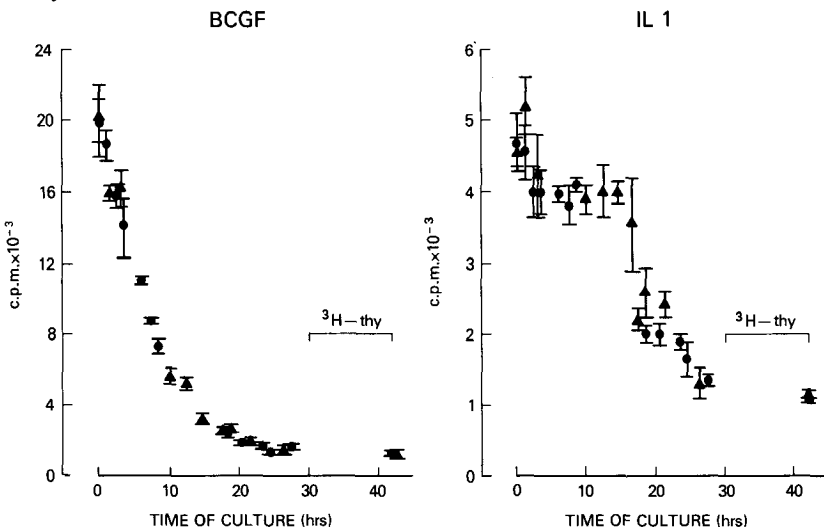 BCGF
24
20
16
12
8
4
0
c.p.m.x10⁻³
³H—thy
0 10 20 30 40
TIME OF CULTURE (hrs)
IL 1
6
5
4
3
2
1
0
c.p.m.x10⁻³
³H—thy
0 10 20 30 40
TIME OF CULTURE (hrs)